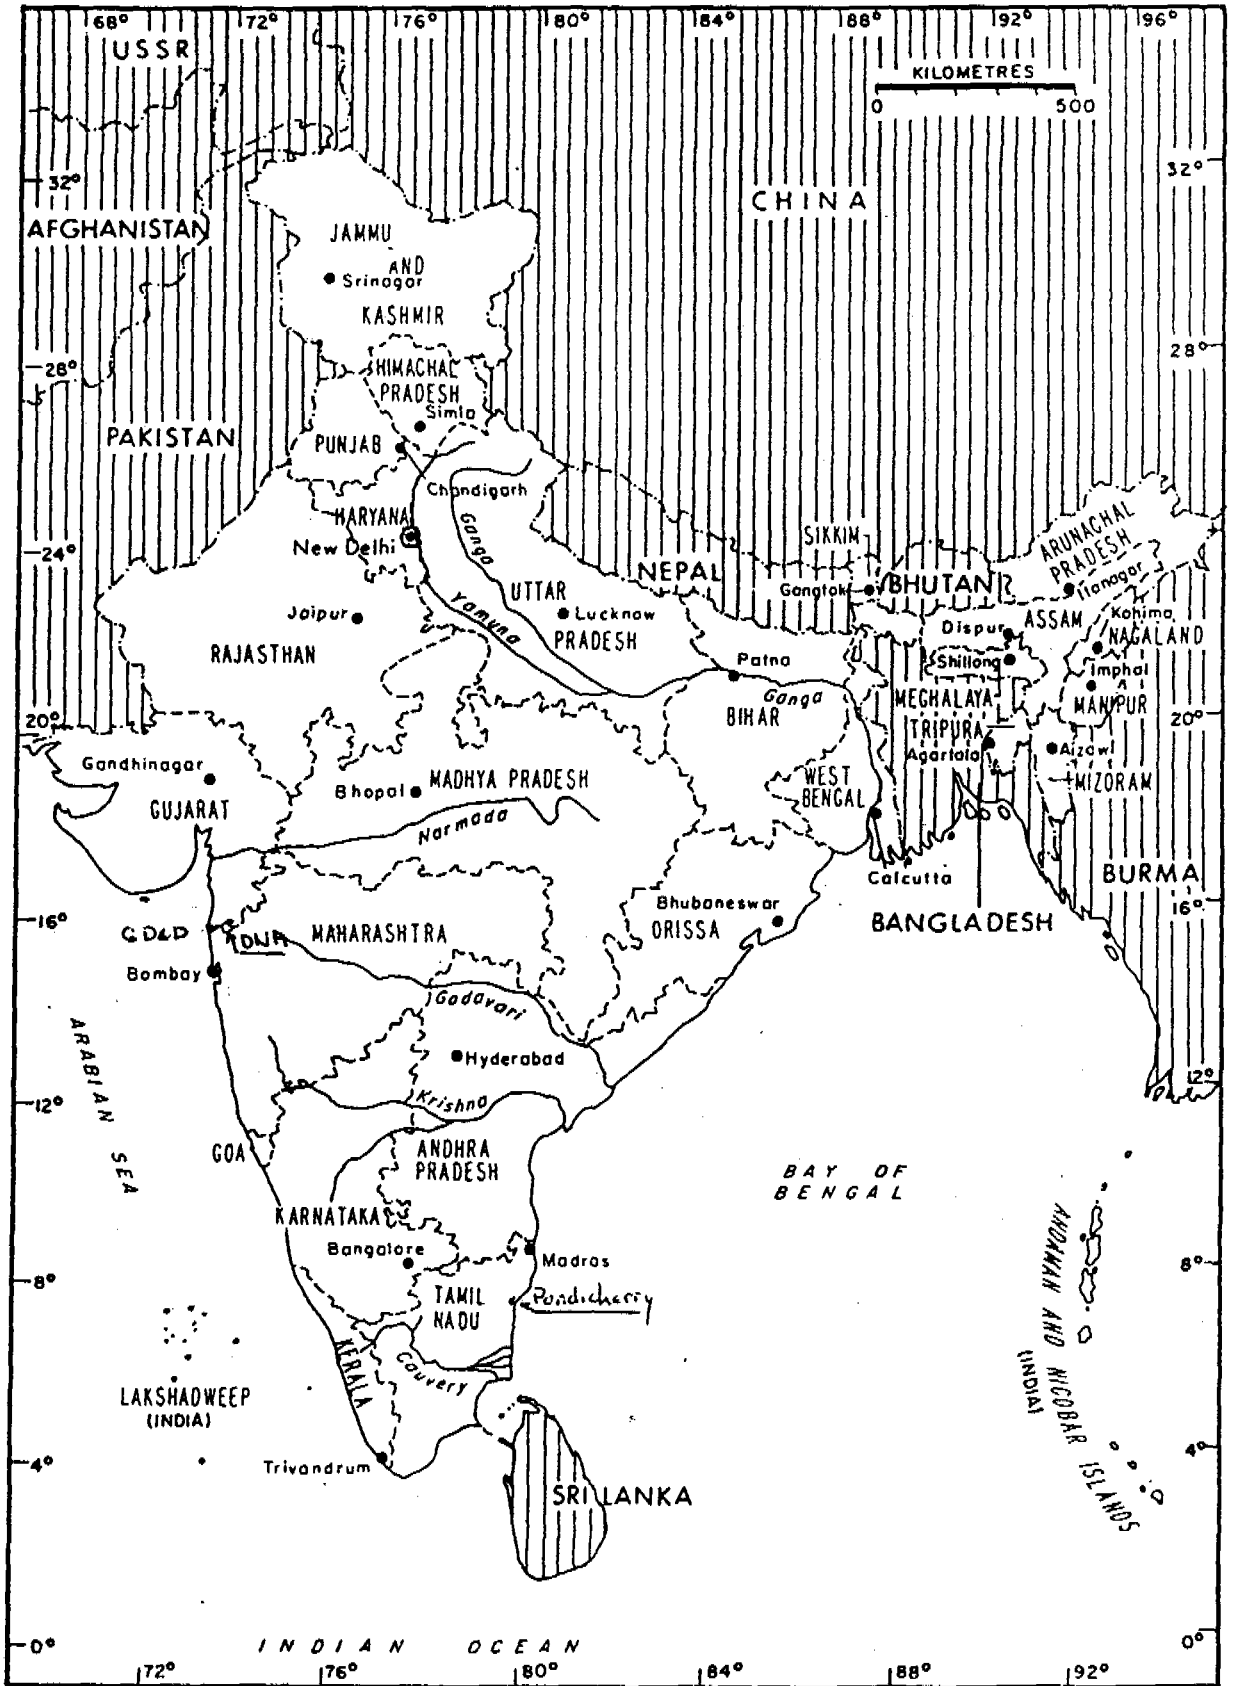 68° 72° 76° 80° 84° 88° 92° 96°
USSR
KILOMETRES
0 500
32° 32°
CHINA
AFGHANISTAN
JAMMU
AND
Srinagar
KASHMIR
28° 28°
HIMACHAL
PRADESH
Simla
PAKISTAN
PUNJAB
Chandigarh
HARYANA
New Delhi
24°
Ganga
SIKKIM
ARUNACHAL
PRADESH
NEPAL
Gangtok
BHUTAN
Itanagar
UTTAR
Lucknow
PRADESH
Yamuna
Jaipur
RAJASTHAN
Dispur
ASSAM
Kohima
NAGALAND
Shillong
Imphal
MANIPUR
Patna
Ganga
BIHAR
MEGHALAYA
TRIPURA
Agartala
Aizawl
MIZORAM
20° 20°
Gandhinagar
GUJARAT
Bhopal
MADHYA PRADESH
Narmada
WEST
BENGAL
Calcutta
BURMA
16° 16°
Bhubaneswar
ORISSA
BANGLADESH
GD&D
DNH
MAHARASHTRA
Bombay
Godavari
ARABIAN SEA
Hyderabad
12° 12°
Krishna
GOA
ANDHRA
PRADESH
BAY OF
BENGAL
KARNATAKA
Bangalore
Madras
8° 8°
TAMIL
NADU
Pondicherry
ANDAMAN AND NICOBAR ISLANDS
(INDIA)
KERALA
Cauvery
LAKSHADWEEP
(INDIA)
4° 4°
Trivandrum
SRI LANKA
0° 0°
INDIAN OCEAN
72° 76° 80° 84° 88° 92°